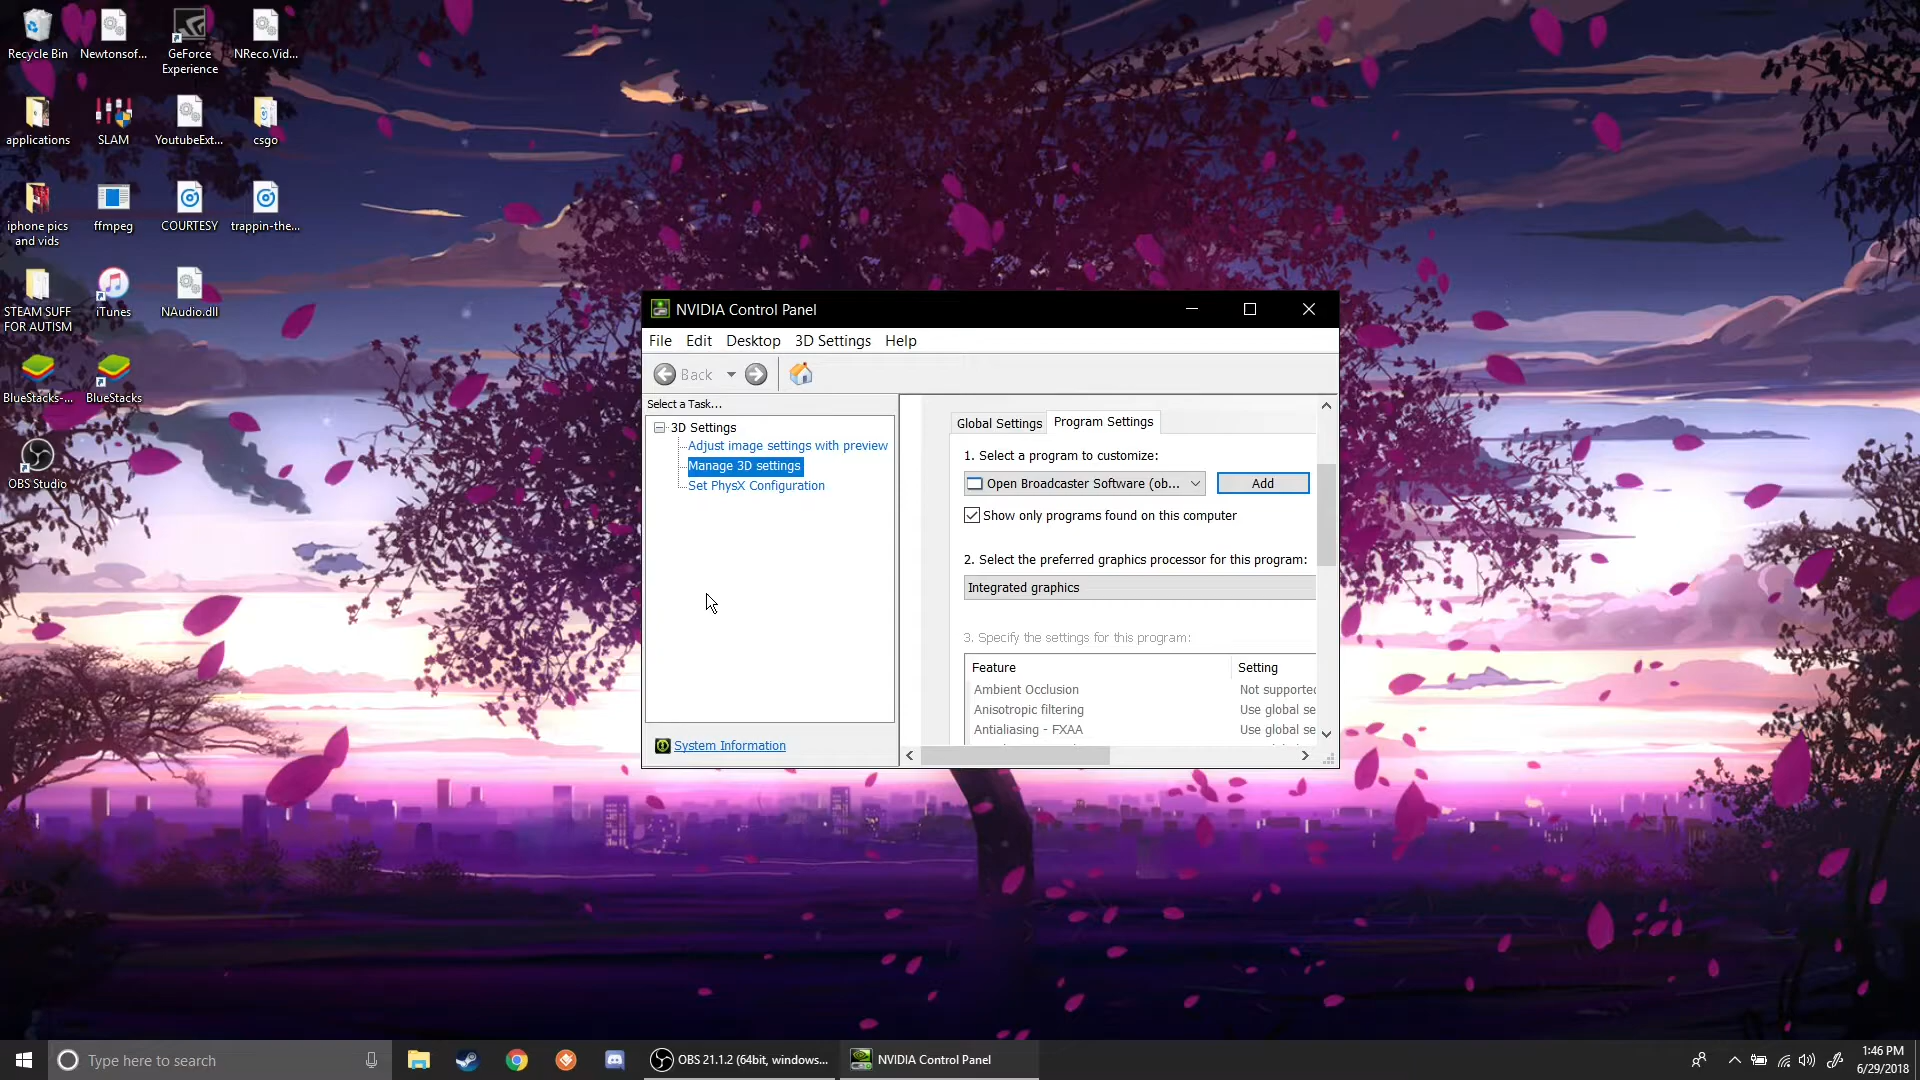 Recycle Bin
Newtonsof...
GeForce
Experience
NReco.Vid...
applications
SLAM
YoutubeExt...
csgo
iphone pics
and vids
ffmpeg
COURTESY
trappin-the...
STEAM SUFF
FOR AUTISM
iTunes
NAudio.dll
BlueStacks-...
BlueStacks
OBS Studio
NVIDIA Control Panel
File Edit Desktop 3D Settings Help
Back
Select a Task...
3D Settings
Adjust image settings with preview
Manage 3D settings
Set PhysX Configuration
System Information
Global Settings Program Settings
1. Select a program to customize:
Open Broadcaster Software (ob... Add
Show only programs found on this computer
2. Select the preferred graphics processor for this program:
Integrated graphics
3. Specify the settings for this program:
Feature Setting
Ambient Occlusion Not supported
Anisotropic filtering Use global se
Antialiasing - FXAA Use global se
Type here to search
OBS 21.1.2 (64bit, windows...
NVIDIA Control Panel
1:46 PM
6/29/2018